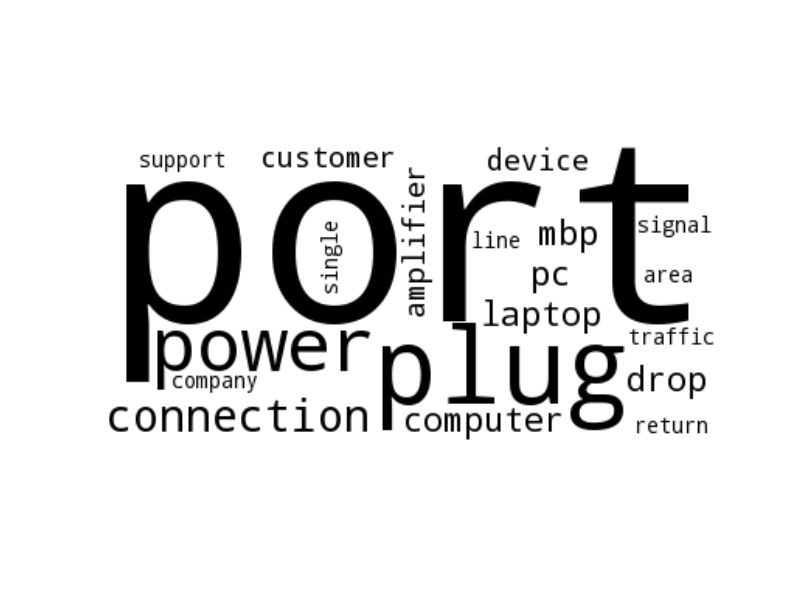 support
customer
device
port
single
amplifier
line
mbp
signal
pc
area
laptop
power
plug
traffic
company
drop
connection
computer
return